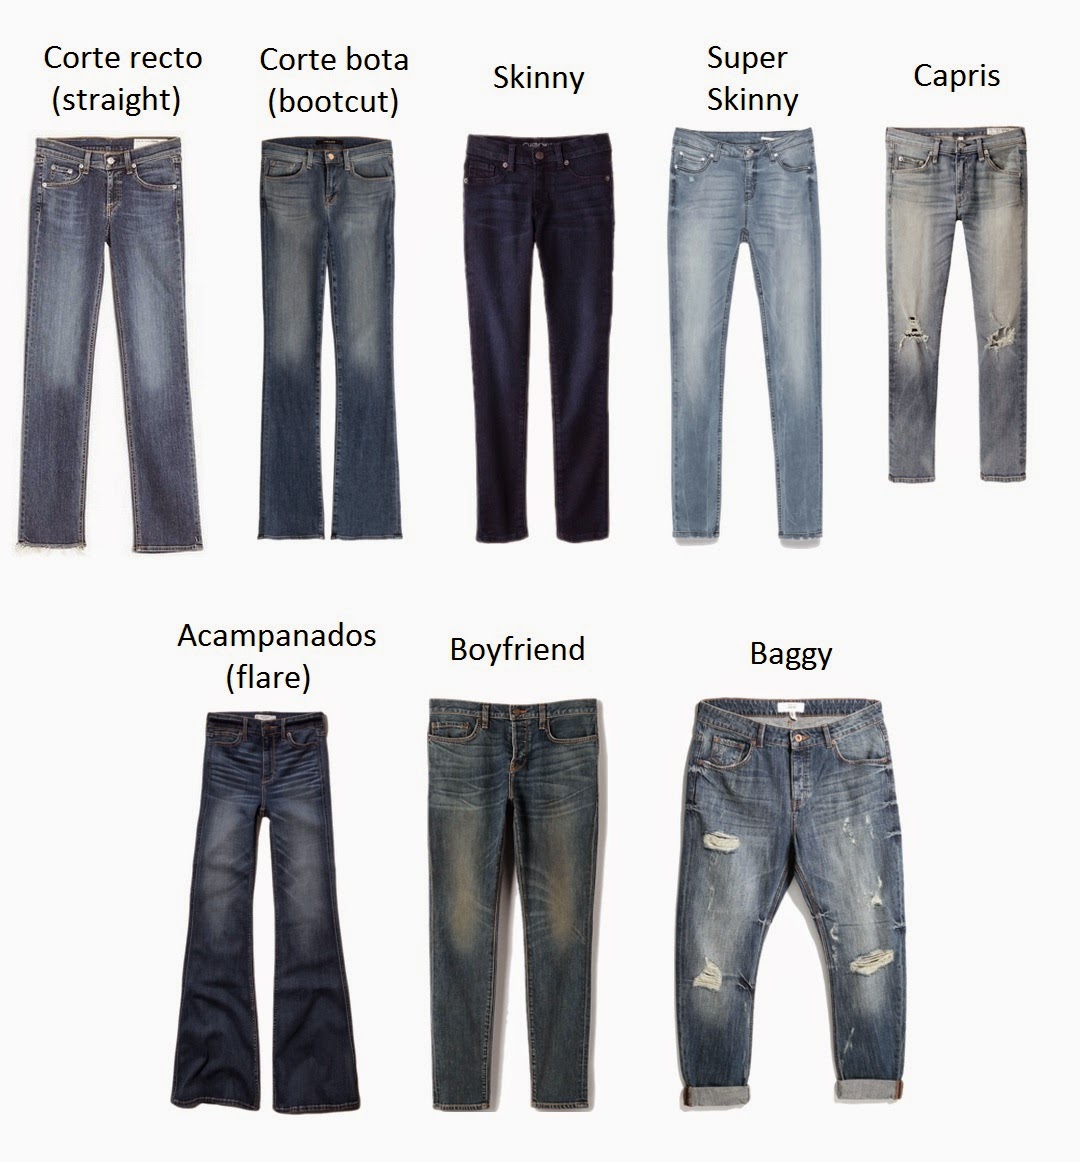 Corte recto
(straight)
Corte bota
(bootcut)
Skinny
Super
Skinny
Capris
Acampanados
(flare)
Boyfriend
Baggy